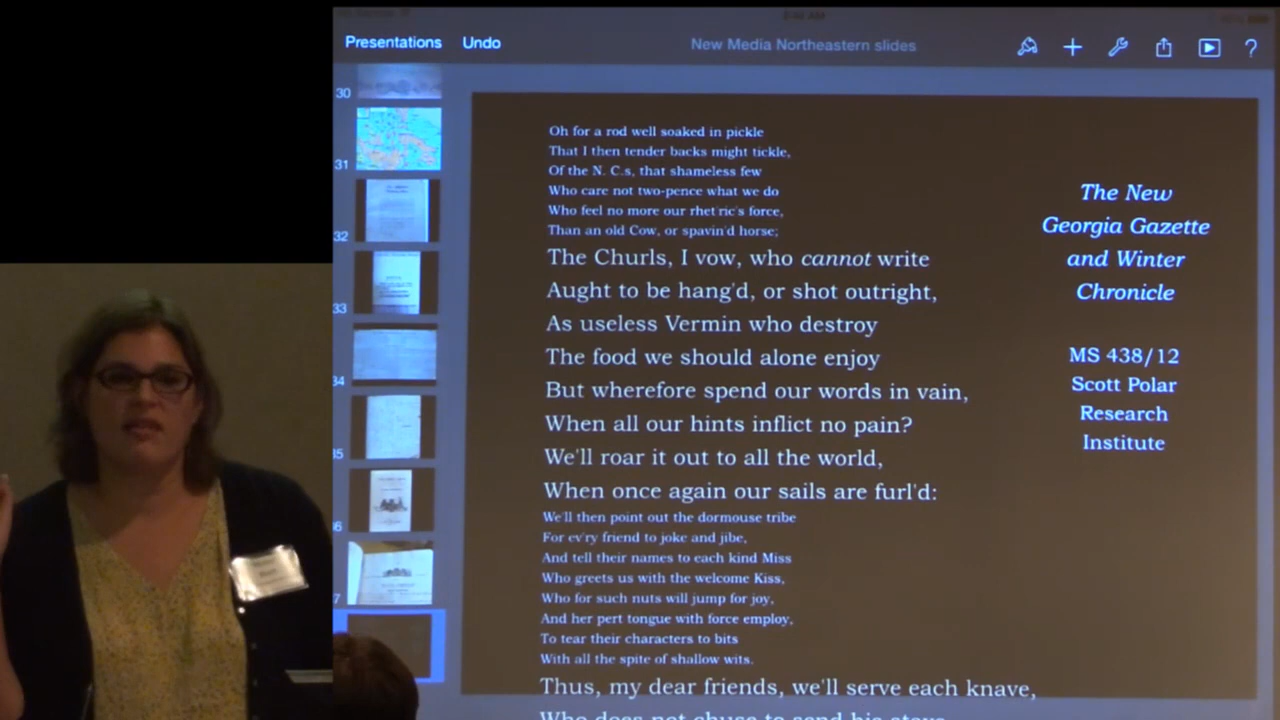 Presentations
Undo
New Media Northeastern slides
?
30
31
32
33
34
Oh for a rod well soaked in pickle
That I then tender backs might tickle,
Of the N. C.s, that shameless few
Who care not two-pence what we do
Who feel no more our rhet'ric's force,
Than an old Cow, or spavin'd horse;
The Churls, I vow, who cannot write
Aught to be hang'd, or shot outright,
As useless Vermin who destroy
The food we should alone enjoy
But wherefore spend our words in vain,
When all our hints inflict no pain?
We'll roar it out to all the world,
When once again our sails are furl'd:
We'll then point out the dormouse tribe
For ev'ry friend to joke and jibe,
And tell their names to each kind Miss
Who greets us with the welcome Kiss,
Who for such nuts will jump for joy,
And her pert tongue with force employ,
To tear their characters to bits
With all the spite of shallow wits.
Thus, my dear friends, we'll serve each knave,
Who does not chuse to send his stave
The New
Georgia Gazette
and Winter
Chronicle
MS 438/12
Scott Polar
Research
Institute